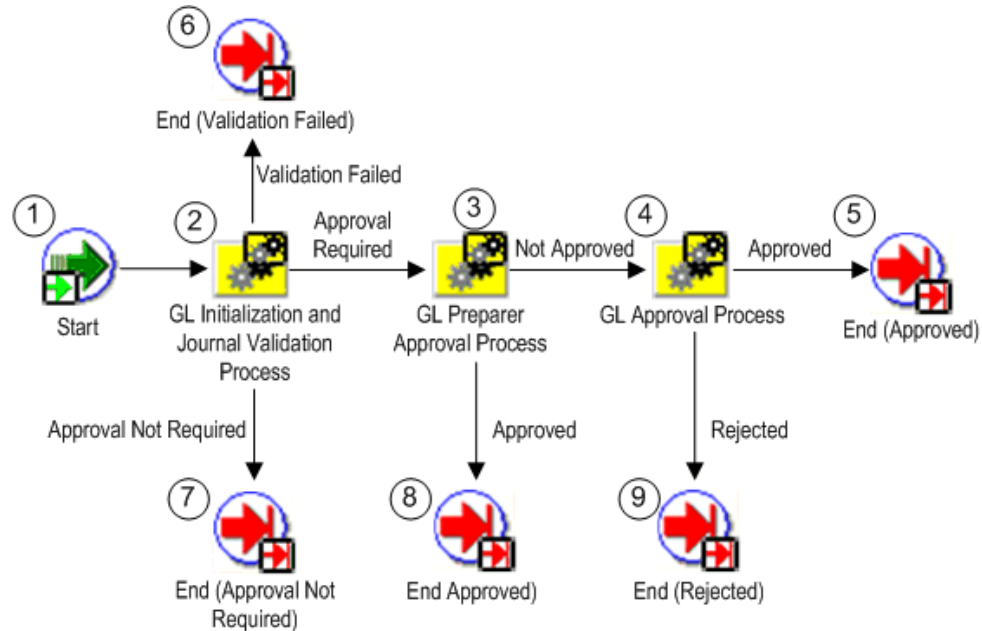 6
End (Validation Failed)
Validation Failed
1
Start
2
GL Initialization and
Journal Validation
Process
Approval
Required
3
GL Preparer
Approval Process
Not Approved
4
GL Approval Process
Approved
5
End (Approved)
Approval Not Required
Approved
Rejected
7
End (Approval Not
Required)
8
End Approved)
9
End (Rejected)